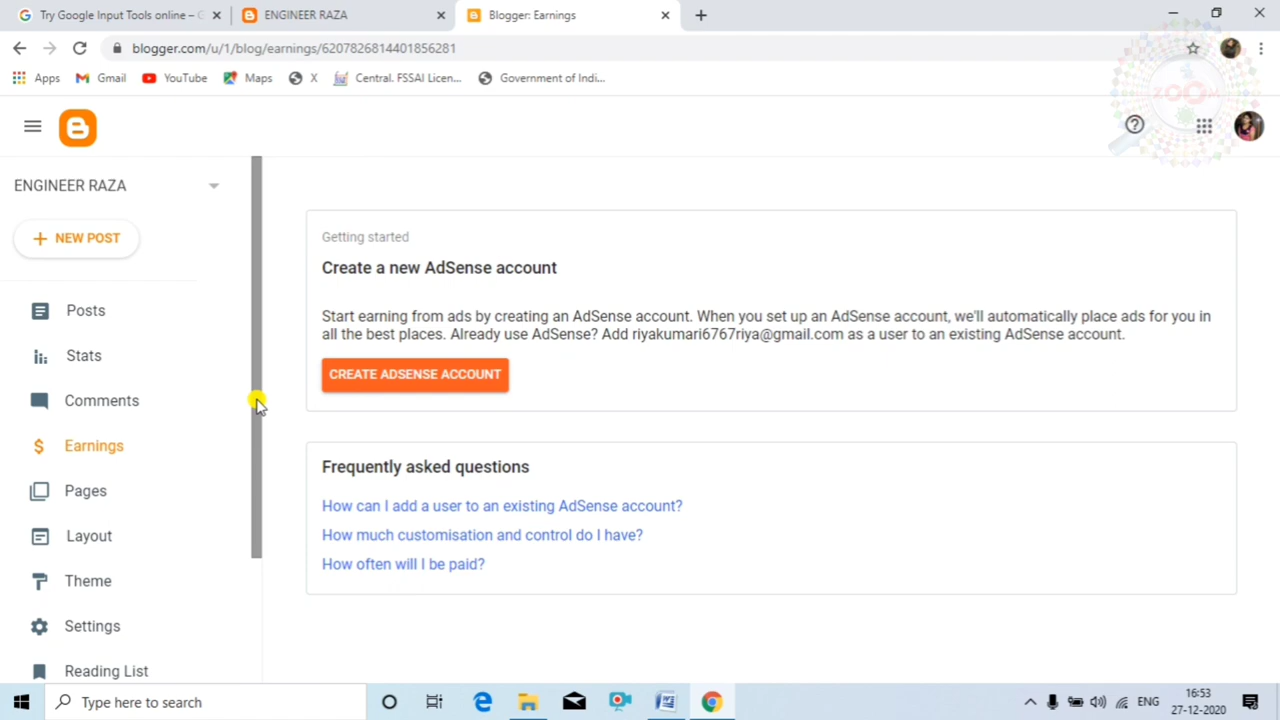 Try Google Input Tools online –
ENGINEER RAZA
Blogger: Earnings
blogger.com/u/1/blog/earnings/6207826814401856281
Apps
Gmail
YouTube
Maps
X
Central. FSSAI Licen...
Government of Indi...
ZOOM
ENGINEER RAZA
+ NEW POST
Posts
Stats
Comments
Earnings
Pages
Layout
Theme
Settings
Reading List
Getting started
Create a new AdSense account
Start earning from ads by creating an AdSense account. When you set up an AdSense account, we'll automatically place ads for you in
all the best places. Already use AdSense? Add riyakumari6767riya@gmail.com as a user to an existing AdSense account.
CREATE ADSENSE ACCOUNT
Frequently asked questions
How can I add a user to an existing AdSense account?
How much customisation and control do I have?
How often will I be paid?
Type here to search
ENG
16:53
27-12-2020